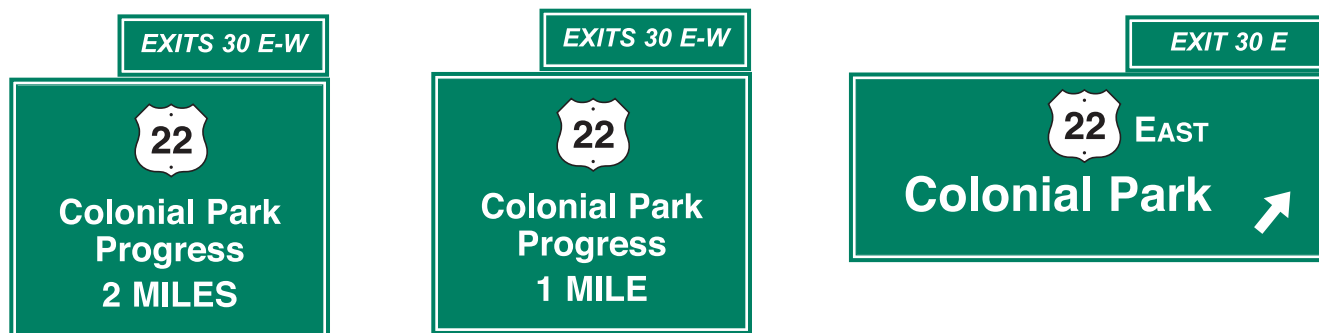 EXITS 30 E-W
22
Colonial Park
Progress
2 MILES
EXITS 30 E-W
22
Colonial Park
Progress
1 MILE
EXIT 30 E
22 EAST
Colonial Park